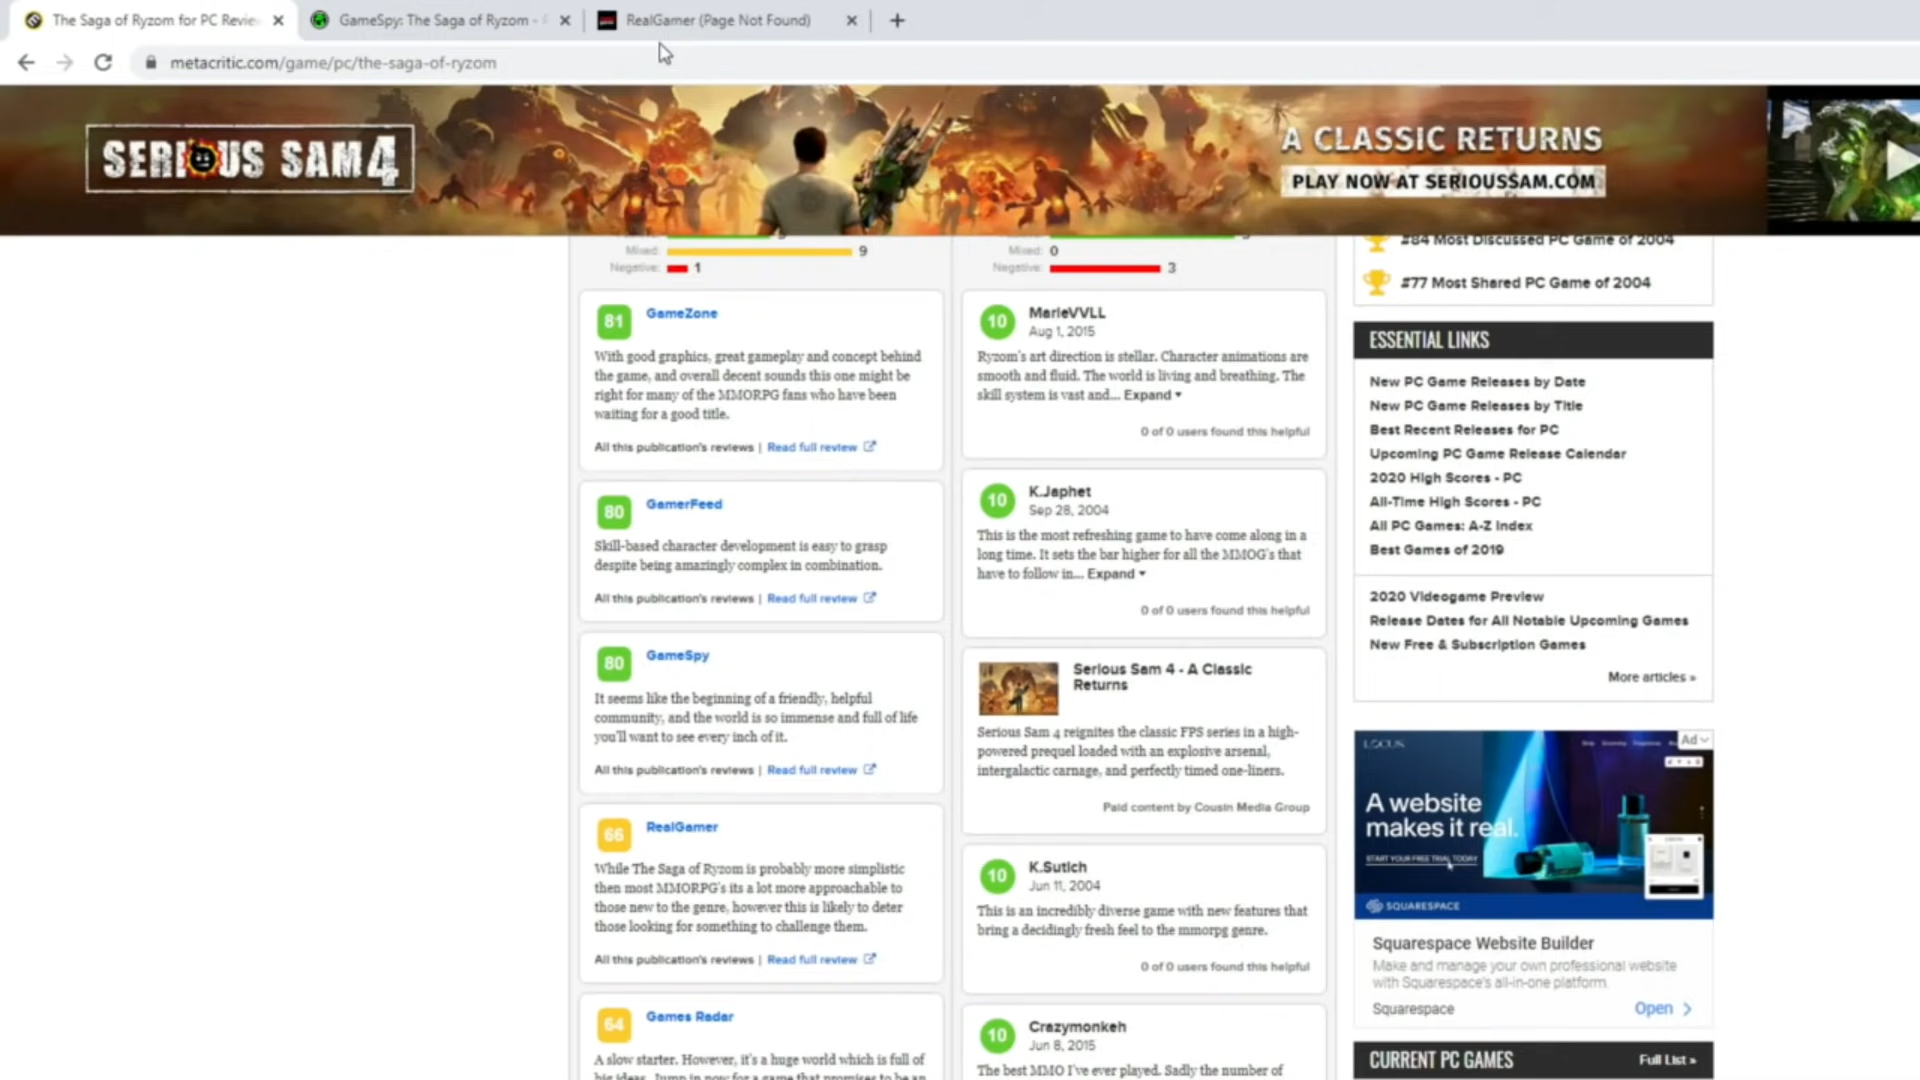 The Saga of Ryzom for PC Revie
GameSpy: The Saga of Ryzom -
RealGamer (Page Not Found)
metacritic.com/game/pc/the-saga-of-ryzom
SERIOUS SAM 4
A CLASSIC RETURNS
PLAY NOW AT SERIOUSSAM.COM
Mixed: 9
Negative: 1
GameZone
81
With good graphics, great gameplay and concept behind
the game, and overall decent sounds this one might be
right for many of the MMORPG fans who have been
waiting for a good title.
All this publication's reviews | Read full review
GamerFeed
80
Skill-based character development is easy to grasp
despite being amazingly complex in combination.
All this publication's reviews | Read full review
GameSpy
80
It seems like the beginning of a friendly, helpful
community, and the world is so immense and full of life
you'll want to see every inch of it.
All this publication's reviews | Read full review
RealGamer
66
While The Saga of Ryzom is probably more simplistic
then most MMORPG's its a lot more approachable to
those new to the genre, however this is likely to deter
those looking for something to challenge them.
All this publication's reviews | Read full review
Games Radar
64
A slow starter. However, it's a huge world which is full of
big ideas. Jump in now for a game that promises to be an
Mixed: 0
Negative: 3
10
MarieVVLL
Aug 1, 2015
Ryzom's art direction is stellar. Character animations are
smooth and fluid. The world is living and breathing. The
skill system is vast and... Expand
0 of 0 users found this helpful
10
K.Japhet
Sep 28, 2004
This is the most refreshing game to have come along in a
long time. It sets the bar higher for all the MMOG's that
have to follow in... Expand
0 of 0 users found this helpful
Serious Sam 4 - A Classic
Returns
Serious Sam 4 reignites the classic FPS series in a high-
powered prequel loaded with an explosive arsenal,
intergalactic carnage, and perfectly timed one-liners.
Paid content by Cousin Media Group
10
K.Sutich
Jun 11, 2004
This is an incredibly diverse game with new features that
bring a decidingly fresh feel to the mmorpg genre.
0 of 0 users found this helpful
10
Crazymonkeh
Jun 8, 2015
The best MMO I've ever played. Sadly the number of
#84 Most Discussed PC Game of 2004
#77 Most Shared PC Game of 2004
ESSENTIAL LINKS
New PC Game Releases by Date
New PC Game Releases by Title
Best Recent Releases for PC
Upcoming PC Game Release Calendar
2020 High Scores - PC
All-Time High Scores - PC
All PC Games: A-Z Index
Best Games of 2019
2020 Videogame Preview
Release Dates for All Notable Upcoming Games
New Free & Subscription Games
More articles »
Ad
LOCUS
A website
makes it real.
START YOUR FREE TRIAL TODAY
SQUARESPACE
Squarespace Website Builder
Make and manage your own professional website
with Squarespace's all-in-one platform.
Squarespace
Open
CURRENT PC GAMES
Full List »